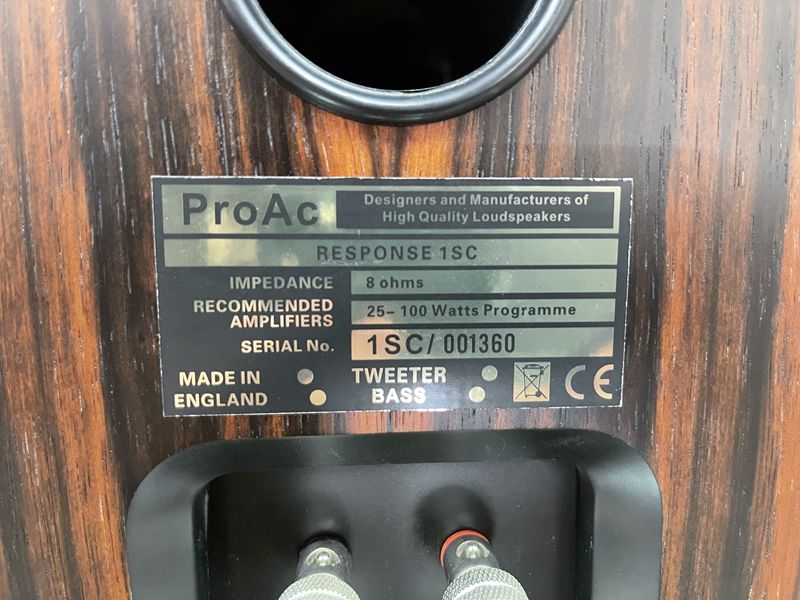 ProAc
Designers and Manufacturers of
High Quality Loudspeakers
RESPONSE 1SC
IMPEDANCE 8 ohms
RECOMMENDED
AMPLIFIERS 25– 100 Watts Programme
SERIAL No. 1SC/ 001360
MADE IN
ENGLAND
TWEETER
BASS
CE